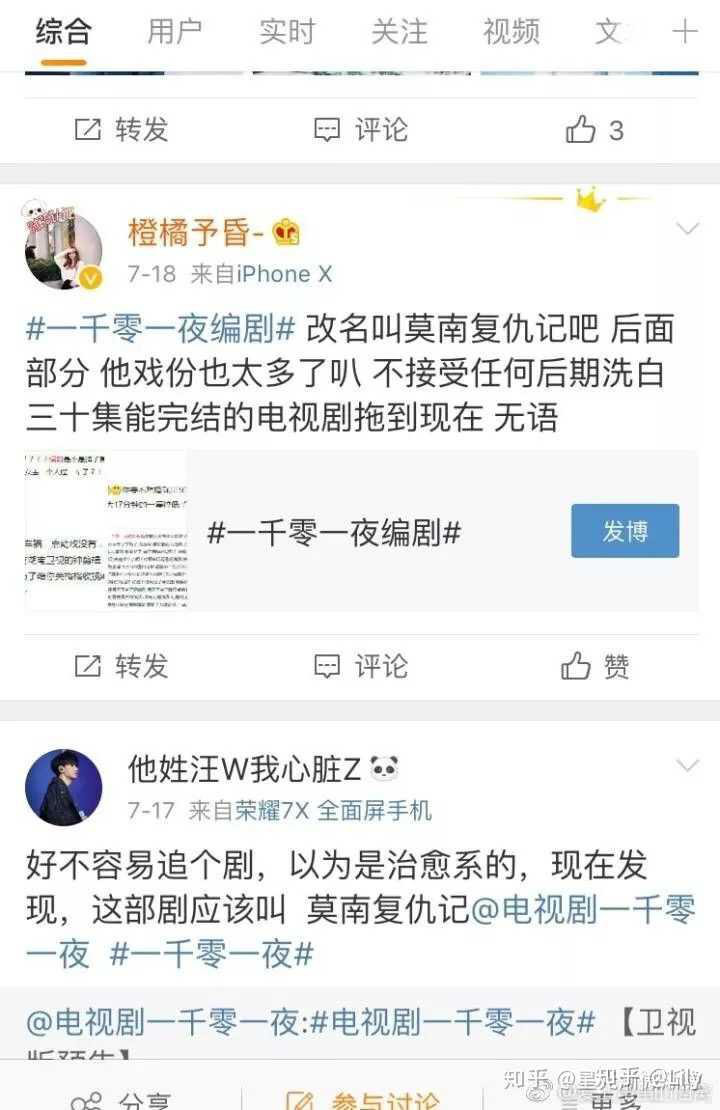 综合 用户 实时 关注 视频 文
转发 评论 3
橙橘予昏-
7-18 来自iPhone X
#一千零一夜编剧# 改名叫莫南复仇记吧 后面
部分 他戏份也太多了叭 不接受任何后期洗白
三十集能完结的电视剧拖到现在 无语
#一千零一夜编剧#
发博
转发 评论 赞
他姓汪W我心脏Z
7-17 来自荣耀7X 全面屏手机
好不容易追个剧，以为是治愈系的，现在发
现，这部剧应该叫 莫南复仇记@电视剧一千零
一夜 #一千零一夜#
@电视剧一千零一夜:#电视剧一千零一夜# 【卫视
版预告】
分享 参与讨论 更多
知乎 @Lily